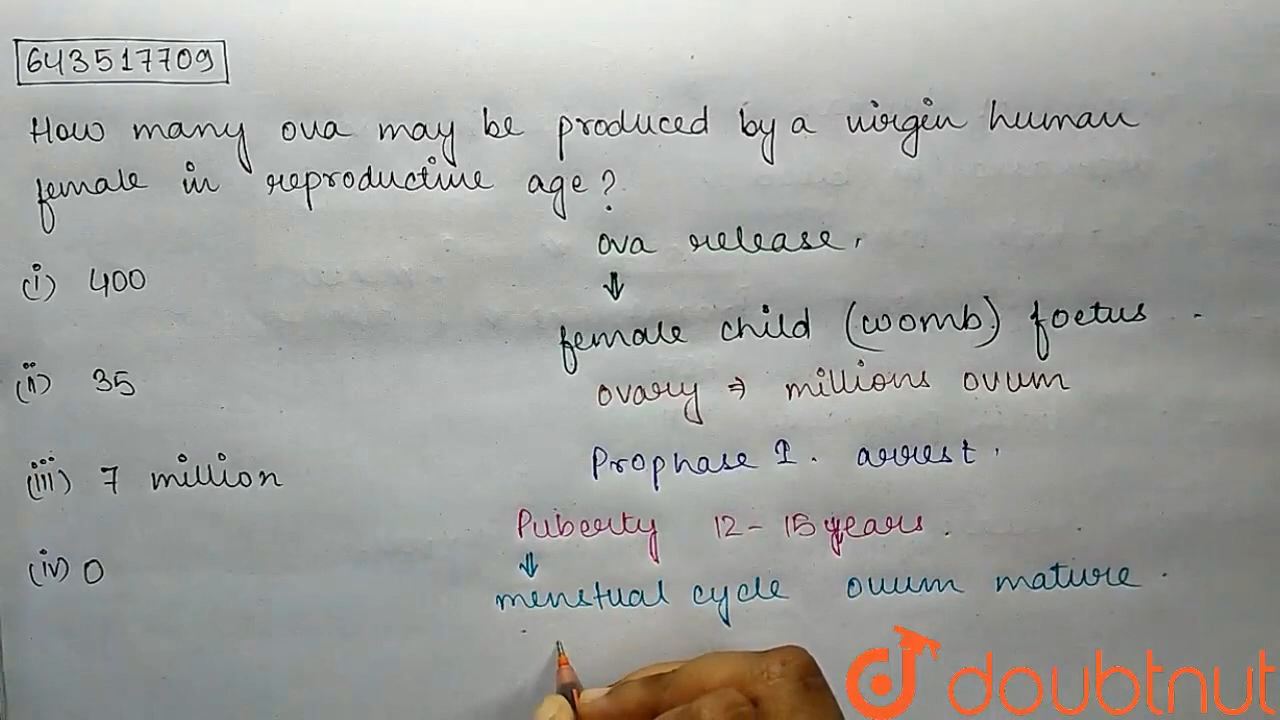 643517709
How many ova may be produced by a virgin human
female in reproductive age?
ova release.
⇓
(i) 400
female child (womb) foetus.
(ii) 35
ovary ⇒ millions ovum
(iii) 7 million
Prophase I. arrest.
Puberty 12-15 years.
⇓
(iv) 0
menstual cycle ovum mature.
doubtnut